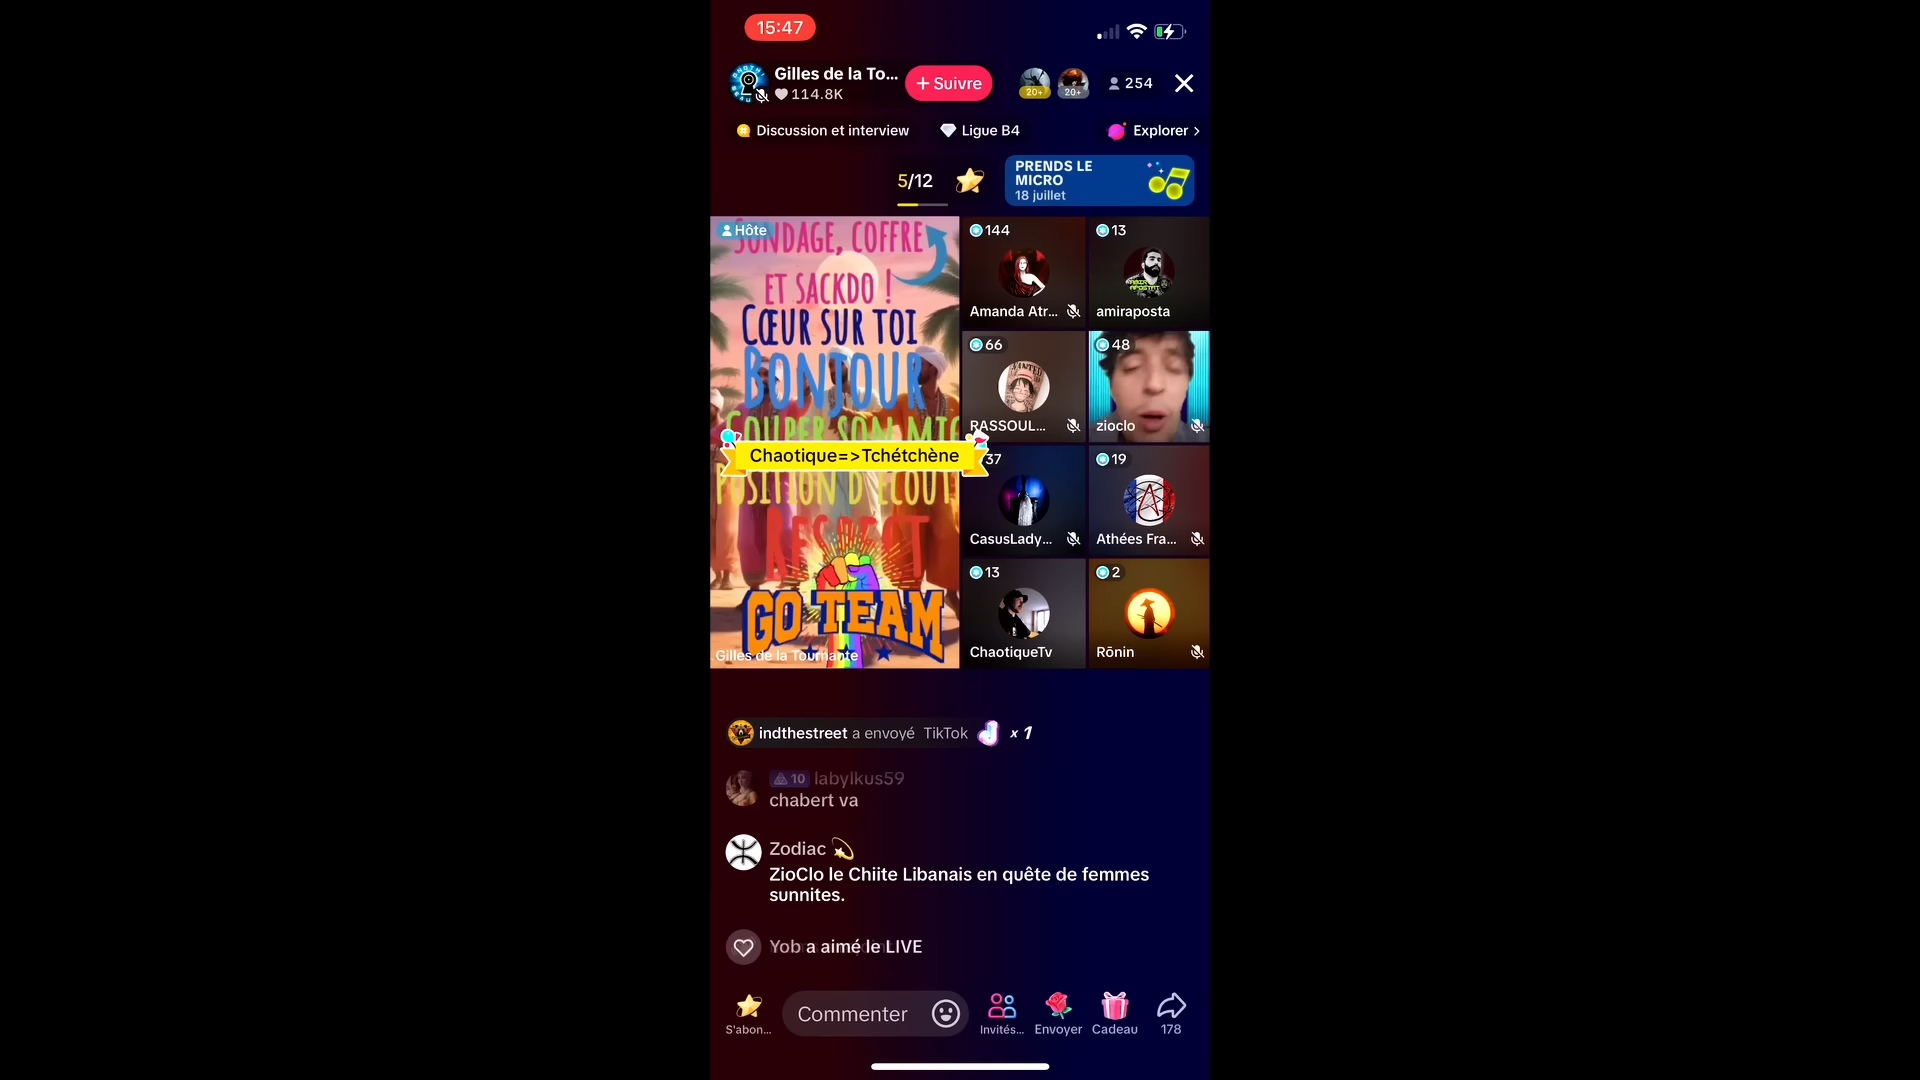 15:47
Gilles de la To...
114.8K
+ Suivre
20+
20+
254
Discussion et interview
Ligue B4
Explorer >
5/12
PRENDS LE
MICRO
18 juillet
Hôte
SONDAGE, COFFRE
ET SACKDO !
CŒUR SUR TOI
BONJOUR
COUPER SON MIC
Chaotique=>Tchétchène
POSITION D'ÉCOUT
RESPECT
GO TEAM
Gilles de la Tournante
144
Amanda Atr...
13
amiraposta
66
WANTED
RASSOUL...
48
zioclo
37
CasusLady...
19
Athées Fra...
13
ChaotiqueTv
2
Rōnin
indthestreet a envoyé TikTok x 1
10 labylkus59
chabert va
Zodiac
ZioClo le Chiite Libanais en quête de femmes
sunnites.
Yob a aimé le LIVE
S'abon...
Commenter
Invités...
Envoyer
Cadeau
178